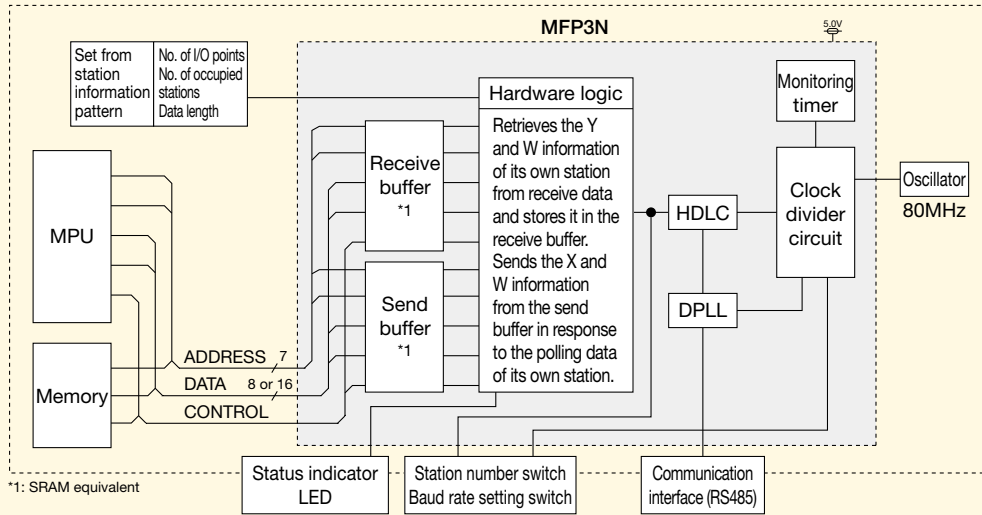 MFP3N
5.0V
Set from
station
information
pattern
No. of I/O points
No. of occupied
stations
Data length
MPU
Memory
ADDRESS 7
DATA 8 or 16
CONTROL
Receive
buffer
*1
Send
buffer
*1
Hardware logic
Retrieves the Y
and W information
of its own station
from receive data
and stores it in the
receive buffer.
Sends the X and
W information
from the send
buffer in response
to the polling data
of its own station.
HDLC
DPLL
Monitoring
timer
Clock
divider
circuit
Oscillator
80MHz
Status indicator
LED
Station number switch
Baud rate setting switch
Communication
interface (RS485)
*1: SRAM equivalent